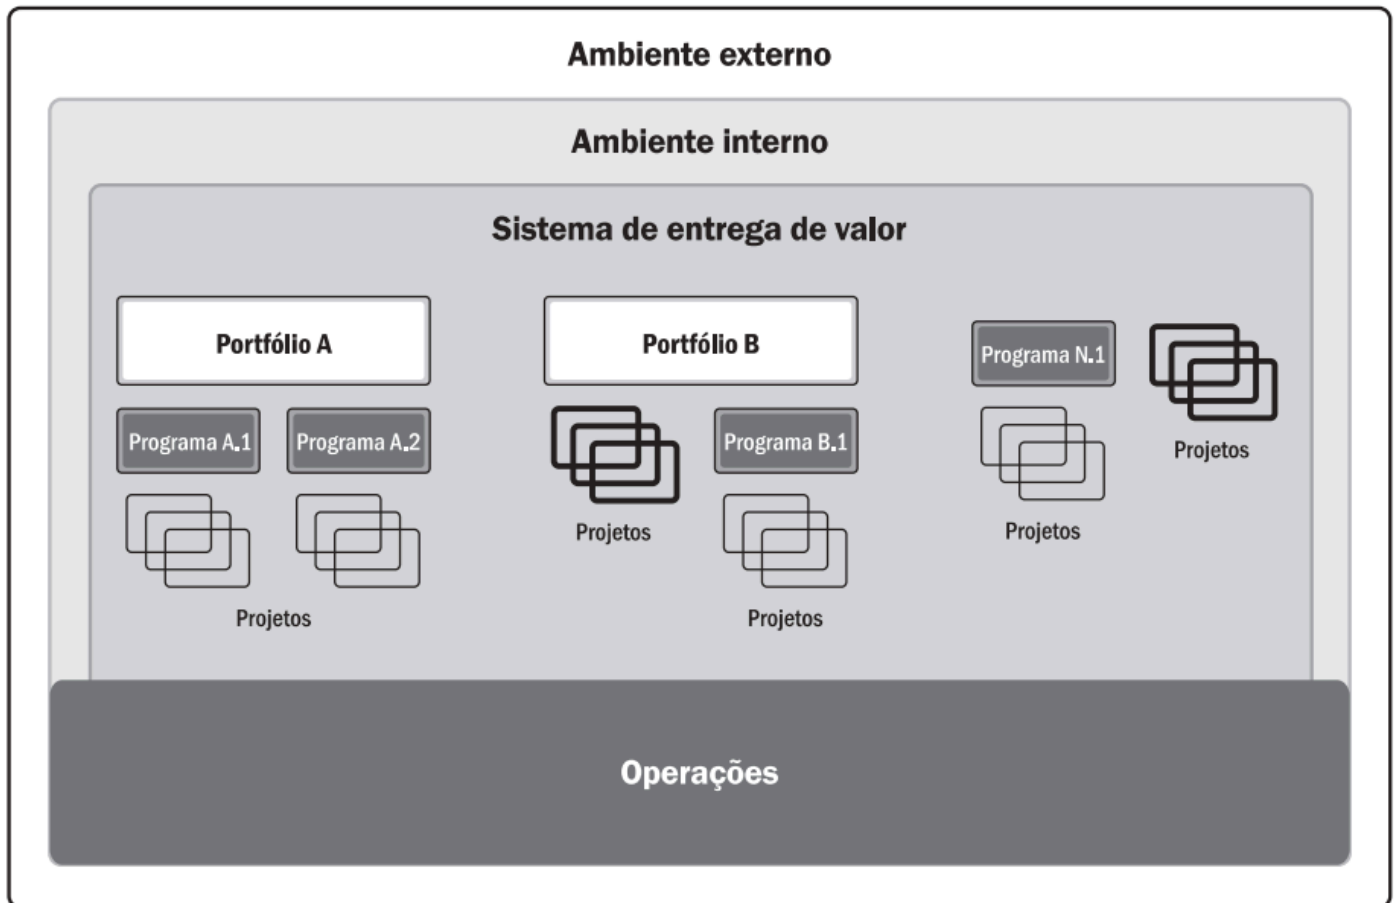 Ambiente externo
Ambiente interno
Sistema de entrega de valor
Portfólio A
Programa A.1
Programa A.2
Projetos
Portfólio B
Projetos
Programa B.1
Projetos
Programa N.1
Projetos
Projetos
Operações